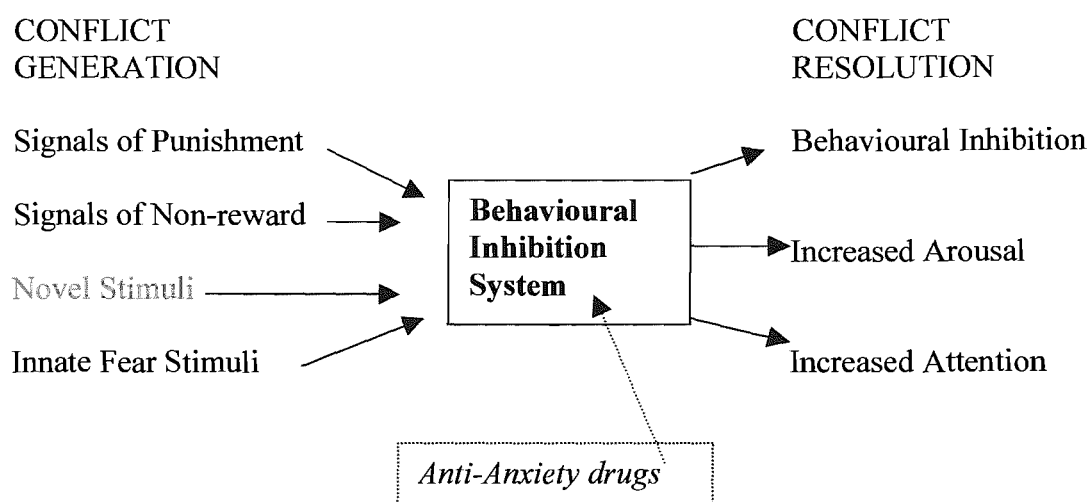 CONFLICT
GENERATION
Signals of Punishment
Signals of Non-reward
Novel Stimuli
Innate Fear Stimuli
Behavioural
Inhibition
System
Anti-Anxiety drugs
CONFLICT
RESOLUTION
Behavioural Inhibition
Increased Arousal
Increased Attention